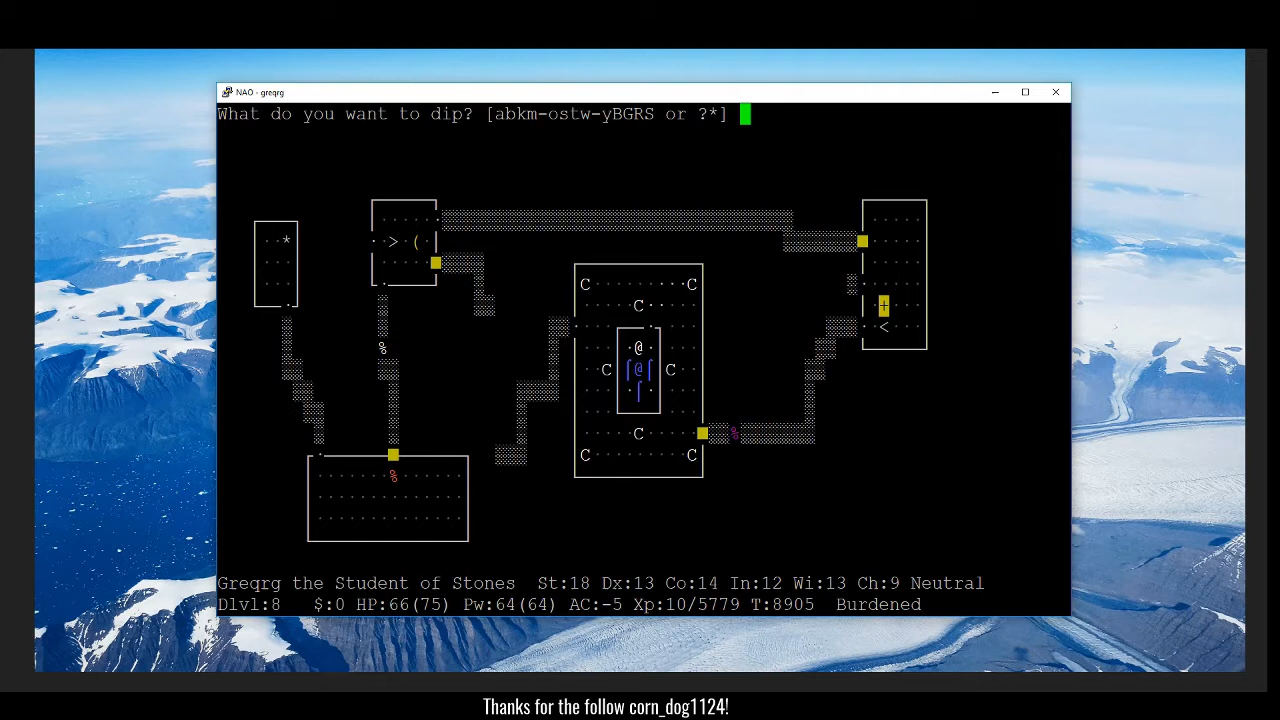 NAO - greqrg
What do you want to dip? [abkm-ostw-yBGRS or ?*]
Greqrg the Student of Stones St:18 Dx:13 Co:14 In:12 Wi:13 Ch:9 Neutral
Dlvl:8 $:0 HP:66(75) Pw:64(64) AC:-5 Xp:10/5779 T:8905 Burdened
Thanks for the follow corn_dog1124!